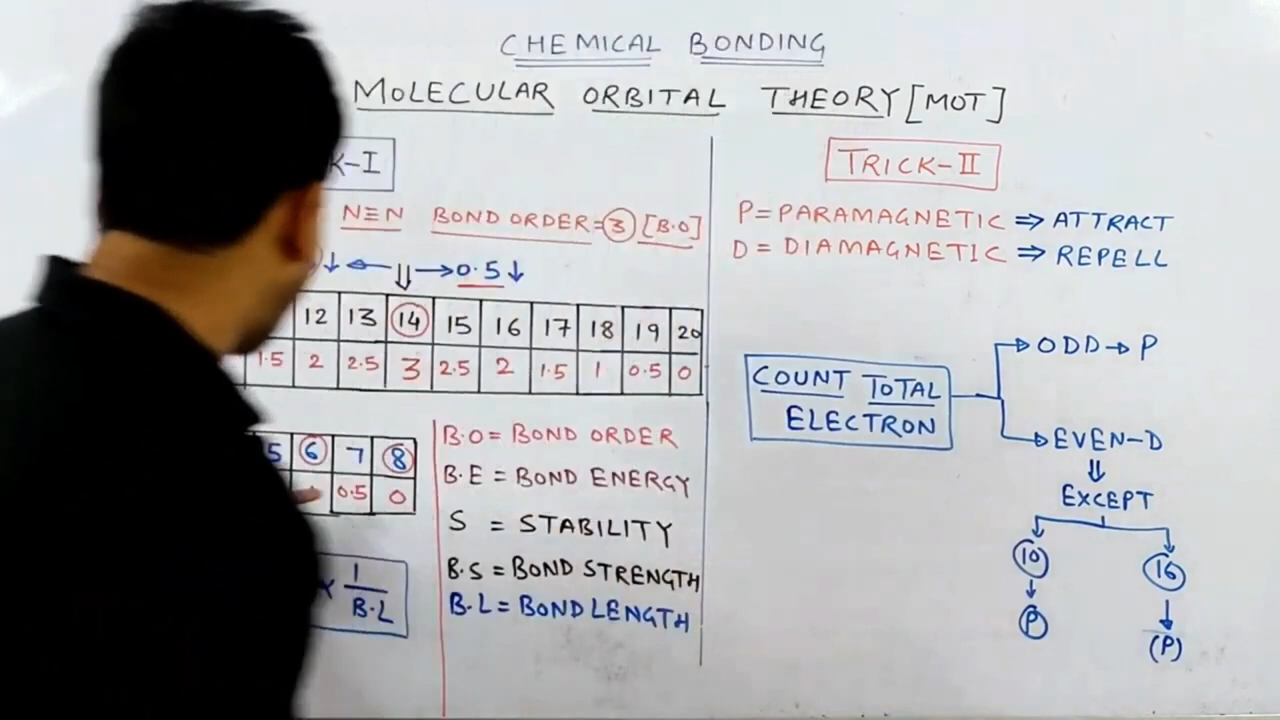 CHEMICAL BONDING
MOLECULAR ORBITAL THEORY [MOT]
K-I
N≡N BOND ORDER=3 [B.O]
↓ ← ⇓ → 0.5↓
12 13 14 15 16 17 18 19 20
1.5 2 2.5 3 2.5 2 1.5 1 0.5 0
5 6 7 8
0.5 0
1/B.L
B.O = BOND ORDER
B.E = BOND ENERGY
S = STABILITY
B.S = BOND STRENGTH
B.L = BOND LENGTH
TRICK-II
P = PARAMAGNETIC ⇒ ATTRACT
D = DIAMAGNETIC ⇒ REPELL
COUNT TOTAL
ELECTRON
ODD → P
EVEN-D
⇓
EXCEPT
10 16
↓ ↓
P (P)